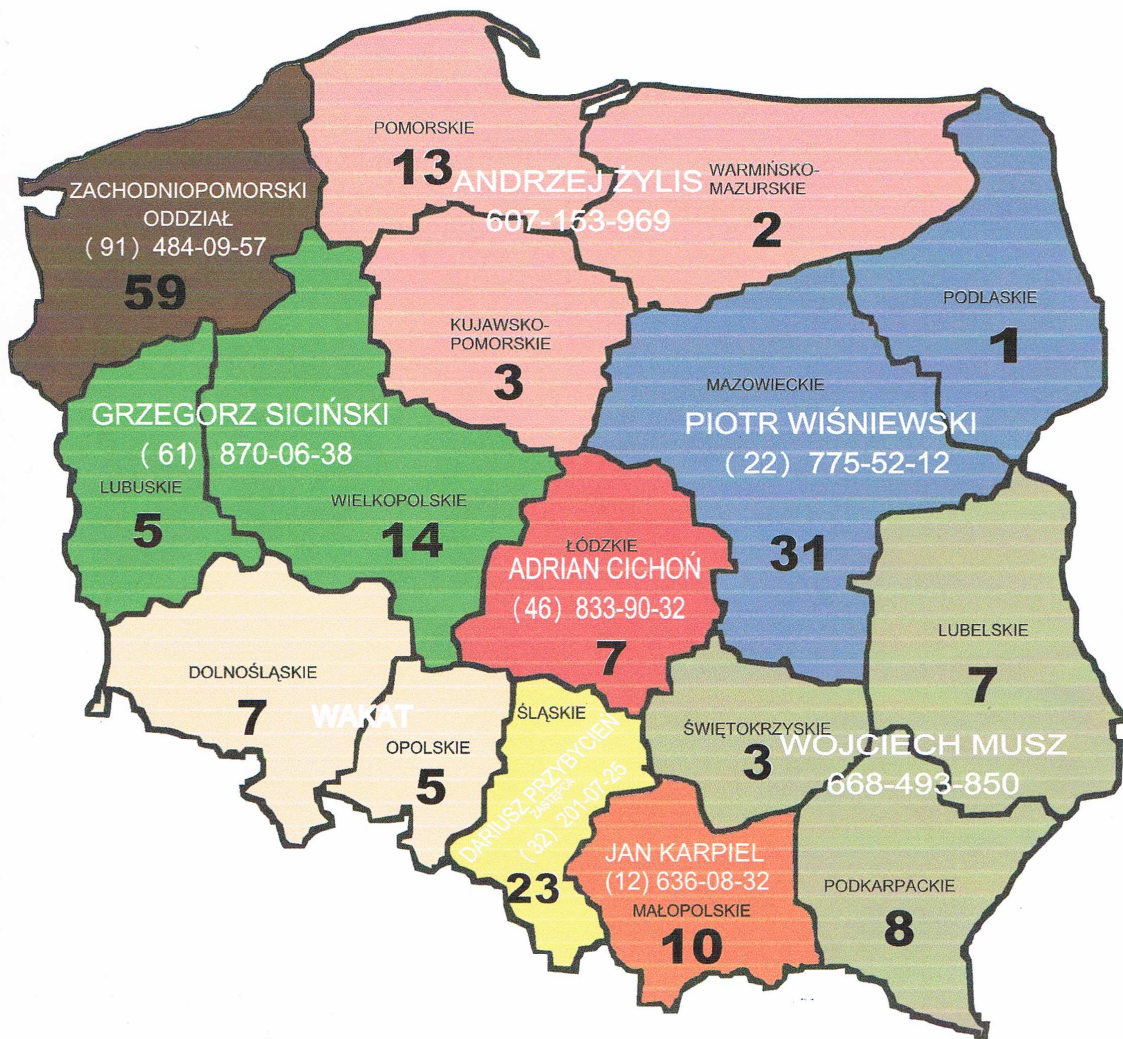 POMORSKIE
13
ZACHODNIOPOMORSKI
ODDZIAŁ
( 91) 484-09-57
59
ANDRZEJ ŻYLIS
607-153-969
WARMIŃSKO-
MAZURSKIE
2
PODLASKIE
1
KUJAWSKO-
POMORSKIE
3
MAZOWIECKIE
PIOTR WIŚNIEWSKI
( 22) 775-52-12
31
GRZEGORZ SICIŃSKI
( 61) 870-06-38
LUBUSKIE
5
WIELKOPOLSKIE
14
ŁÓDZKIE
ADRIAN CICHOŃ
( 46) 833-90-32
7
LUBELSKIE
7
DOLNOŚLĄSKIE
7
WAKAT
OPOLSKIE
5
ŚLĄSKIE
DARIUSZ PRZYBYCIEŃ
ZASTĘPCA
( 32) 201-07-25
23
ŚWIĘTOKRZYSKIE
3
WOJCIECH MUSZ
668-493-850
JAN KARPIEL
(12) 636-08-32
MAŁOPOLSKIE
10
PODKARPACKIE
8